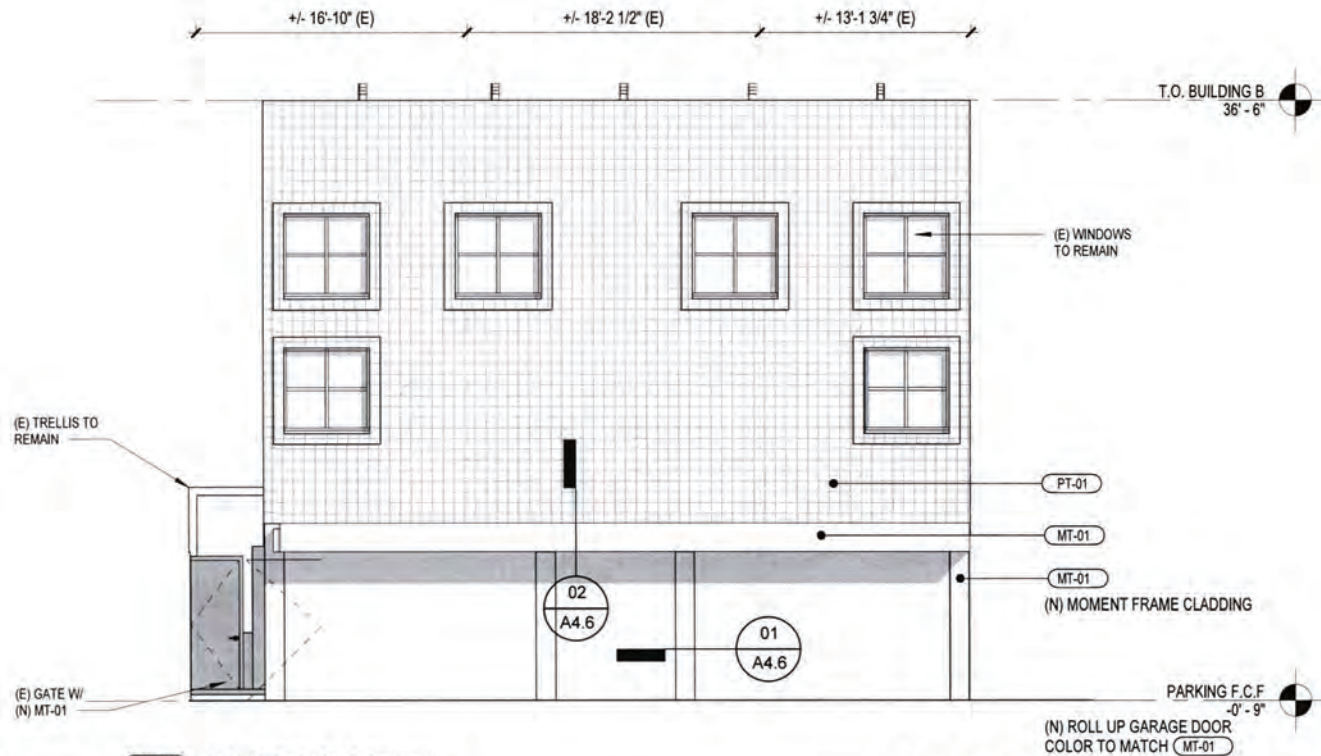 +/- 16'-10" (E)
+/- 18'-2 1/2" (E)
+/- 13'-1 3/4" (E)
T.O. BUILDING B
36' - 6"
(E) WINDOWS
TO REMAIN
(E) TRELLIS TO
REMAIN
PT-01
MT-01
MT-01
(N) MOMENT FRAME CLADDING
02
A4.6
01
A4.6
(E) GATE W/
(N) MT-01
PARKING F.C.F
-0' - 9"
(N) ROLL UP GARAGE DOOR
COLOR TO MATCH MT-01